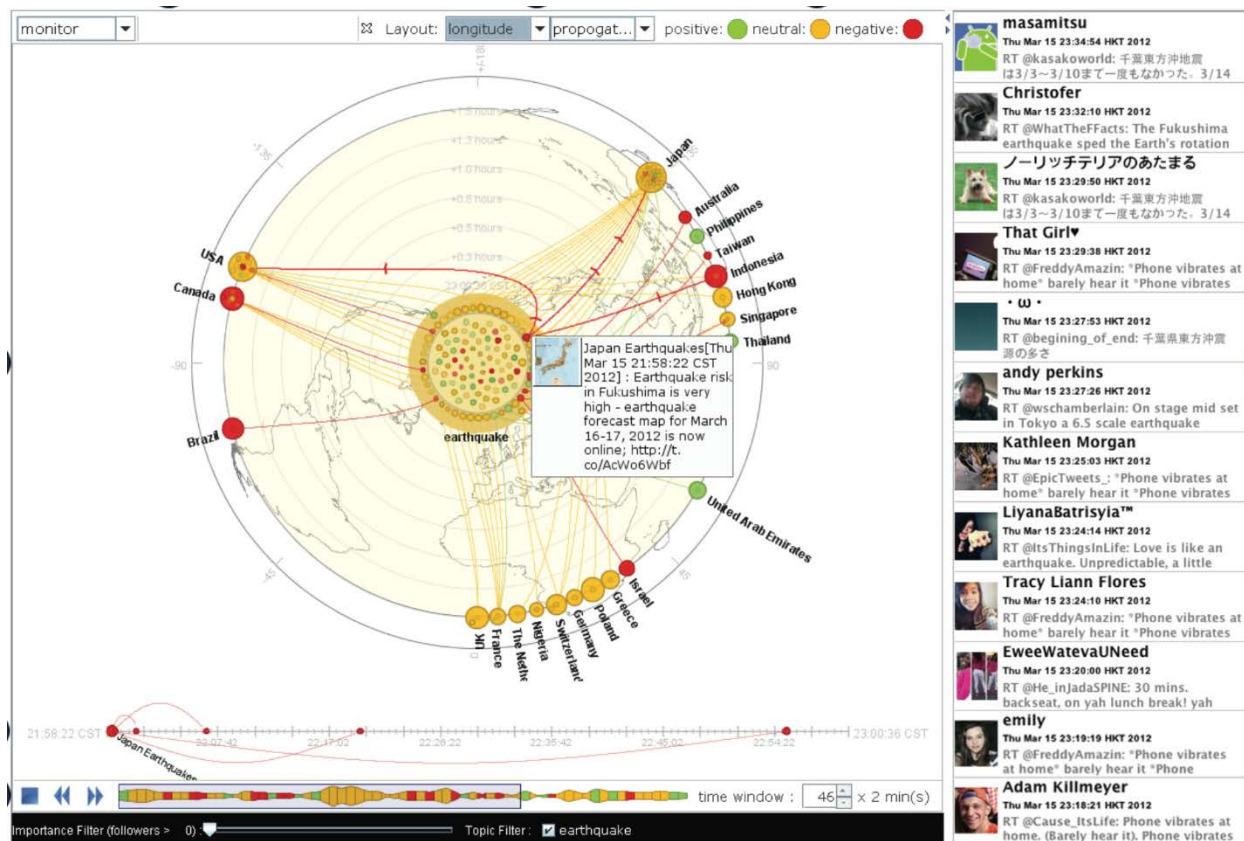 monitor
Layout: longitude propogat... positive: neutral: negative:
180/+-
-135
135
+1.6 hours
+1.3 hours
+1.0 hours
+0.8 hours
+0.5 hours
+0.3 hours
Japan
Australia
Philippines
Taiwan
Indonesia
Hong Kong
Singapore
Thailand
USA
Canada
-90
90
Brazil
earthquake
Japan Earthquakes[Thu
Mar 15 21:58:22 CST
2012] : Earthquake risk
in Fukushima is very
high - earthquake
forecast map for March
16-17, 2012 is now
online; http://t.
co/AcWo6Wbf
United Arab Emirates
-45
45
Israel
Greece
Poland
Germany
Switzerland
Nigeria
The Nethe
France
UK
0
21:58:22 CST
22:07:42
22:17:02
22:26:22
22:35:42
22:45:02
22:54:22
23:00:36 CST
Japan Earthquakes
time window : 46 x 2 min(s)
Importance Filter (followers > 0) : Topic Filter : earthquake
masamitsu
Thu Mar 15 23:34:54 HKT 2012
RT @kasakoworld: 千葉東方沖地震
は3/3～3/10まで一度もなかつた。3/14
Christofer
Thu Mar 15 23:32:10 HKT 2012
RT @WhatTheFFacts: The Fukushima
earthquake sped the Earth's rotation
ノーリッチテリアのあたまる
Thu Mar 15 23:29:50 HKT 2012
RT @kasakoworld: 千葉東方沖地震
は3/3～3/10まで一度もなかつた。3/14
That Girl♥
Thu Mar 15 23:29:38 HKT 2012
RT @FreddyAmazin: *Phone vibrates at
home* barely hear it *Phone vibrates
・ω・
Thu Mar 15 23:27:53 HKT 2012
RT @begining_of_end: 千葉県東方沖震
源の多さ
andy perkins
Thu Mar 15 23:27:26 HKT 2012
RT @wschamberlain: On stage mid set
in Tokyo a 6.5 scale earthquake
Kathleen Morgan
Thu Mar 15 23:25:03 HKT 2012
RT @EpicTweets_: *Phone vibrates at
home* barely hear it *Phone vibrates
LiyanaBatrisyia™
Thu Mar 15 23:24:14 HKT 2012
RT @ItsThingsInLife: Love is like an
earthquake. Unpredictable, a little
Tracy Liann Flores
Thu Mar 15 23:24:10 HKT 2012
RT @FreddyAmazin: *Phone vibrates at
home* barely hear it *Phone vibrates
EweeWatevaUNeed
Thu Mar 15 23:20:00 HKT 2012
RT @He_inJadaSPINE: 30 mins.
backseat, on yah lunch break! yah
emily
Thu Mar 15 23:19:19 HKT 2012
RT @FreddyAmazin: *Phone vibrates
at home* barely hear it *Phone
Adam Killmeyer
Thu Mar 15 23:18:21 HKT 2012
RT @Cause_ItsLife: Phone vibrates at
home. (Barely hear it). Phone vibrates